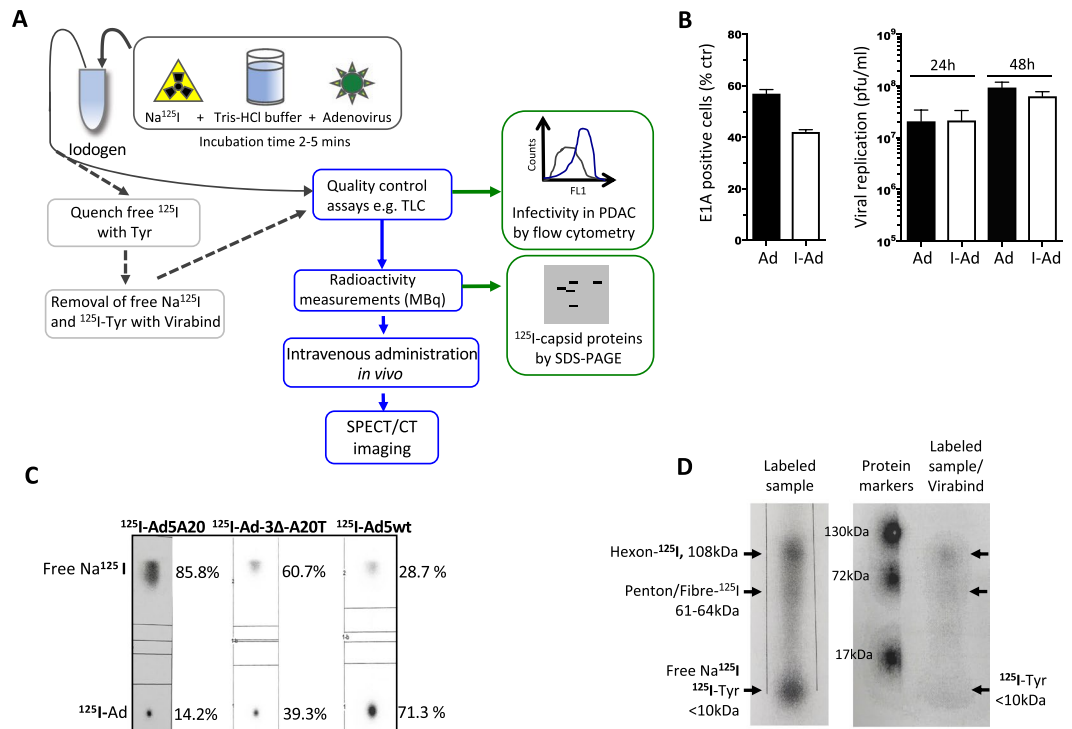 A
Na¹²⁵I + Tris-HCl buffer + Adenovirus
Incubation time 2-5 mins
Iodogen
Quench free ¹²⁵I
with Tyr
Removal of free Na¹²⁵I
and ¹²⁵I-Tyr with Virabind
Quality control
assays e.g. TLC
Radioactivity
measurements (MBq)
Intravenous administration
in vivo
SPECT/CT
imaging
Counts
FL1
Infectivity in PDAC
by flow cytometry
¹²⁵I-capsid proteins
by SDS-PAGE
B
E1A positive cells (% ctr)
80
60
40
20
0
Ad I-Ad
Viral replication (pfu/ml)
10⁹
10⁸
10⁷
10⁶
10⁵
24h 48h
Ad I-Ad Ad I-Ad
C
¹²⁵I-Ad5A20 ¹²⁵I-Ad-3Δ-A20T ¹²⁵I-Ad5wt
Free Na¹²⁵I 85.8% 60.7% 28.7 %
¹²⁵I-Ad 14.2% 39.3% 71.3 %
D
Labeled
sample
Protein
markers
Labeled
sample/
Virabind
Hexon-¹²⁵I, 108kDa
Penton/Fibre-¹²⁵I
61-64kDa
Free Na¹²⁵I
¹²⁵I-Tyr
<10kDa
130kDa
72kDa
17kDa
¹²⁵I-Tyr
<10kDa